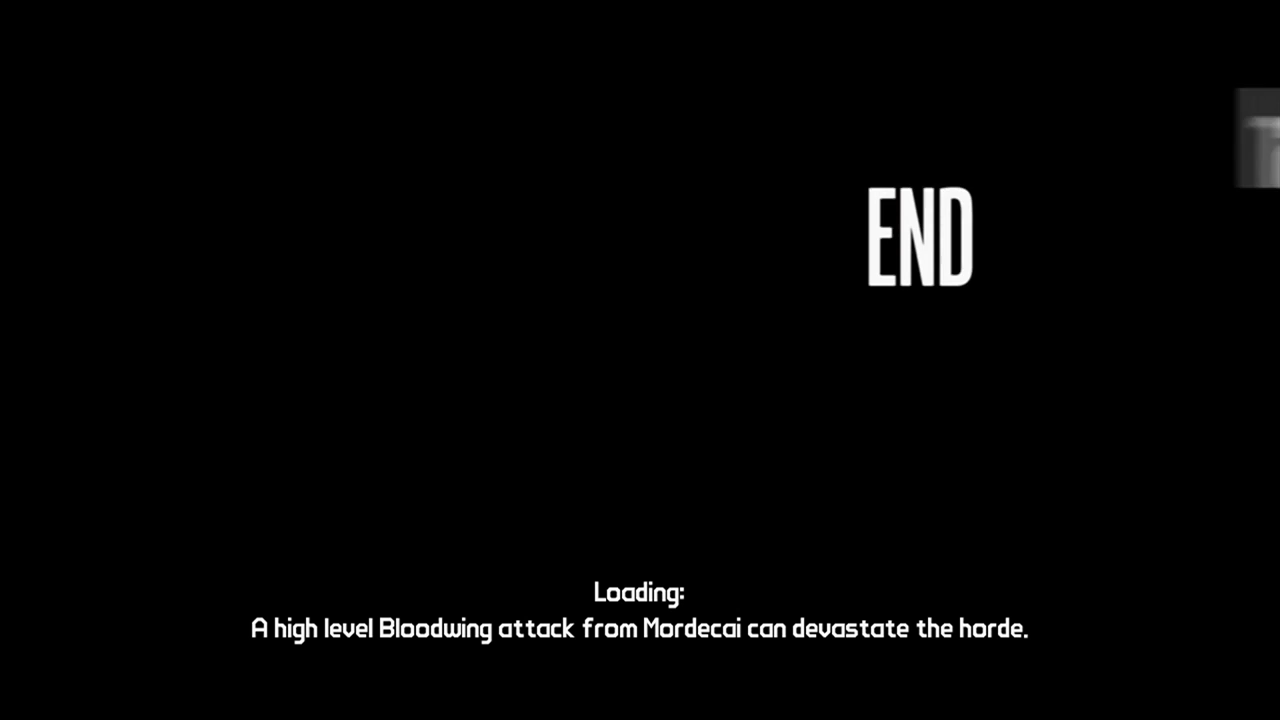 END
Loading:
A high level Bloodwing attack from Mordecai can devastate the horde.